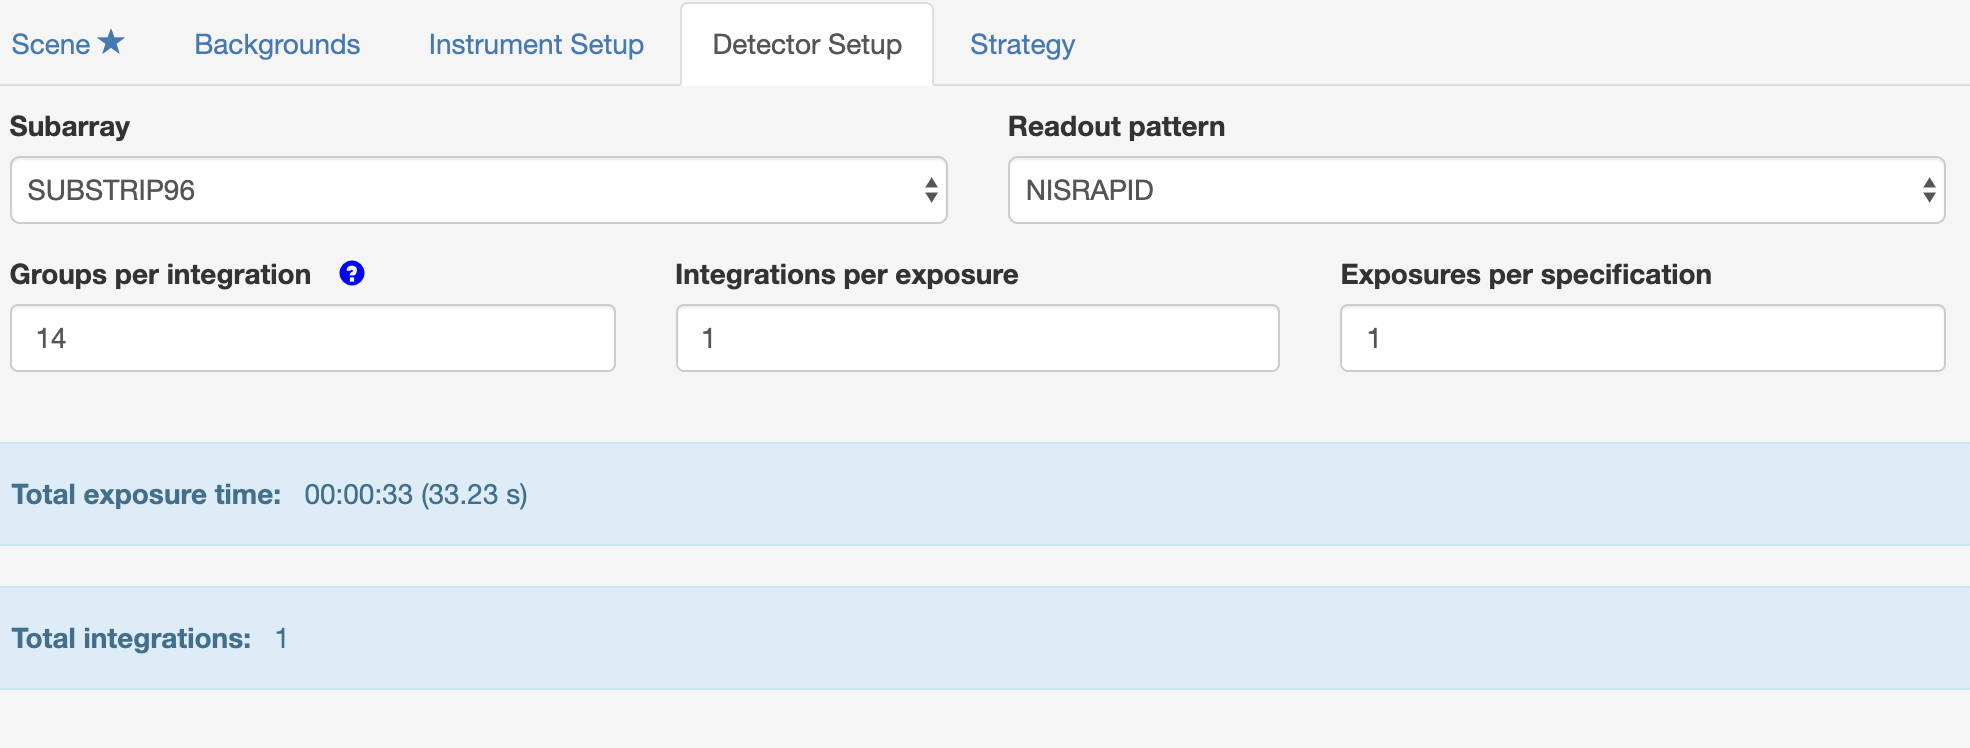 Scene Backgrounds Instrument Setup Detector Setup Strategy
Subarray Readout pattern
SUBSTRIP96 NISRAPID
Groups per integration ? Integrations per exposure Exposures per specification
14 1 1
Total exposure time: 00:00:33 (33.23 s)
Total integrations: 1